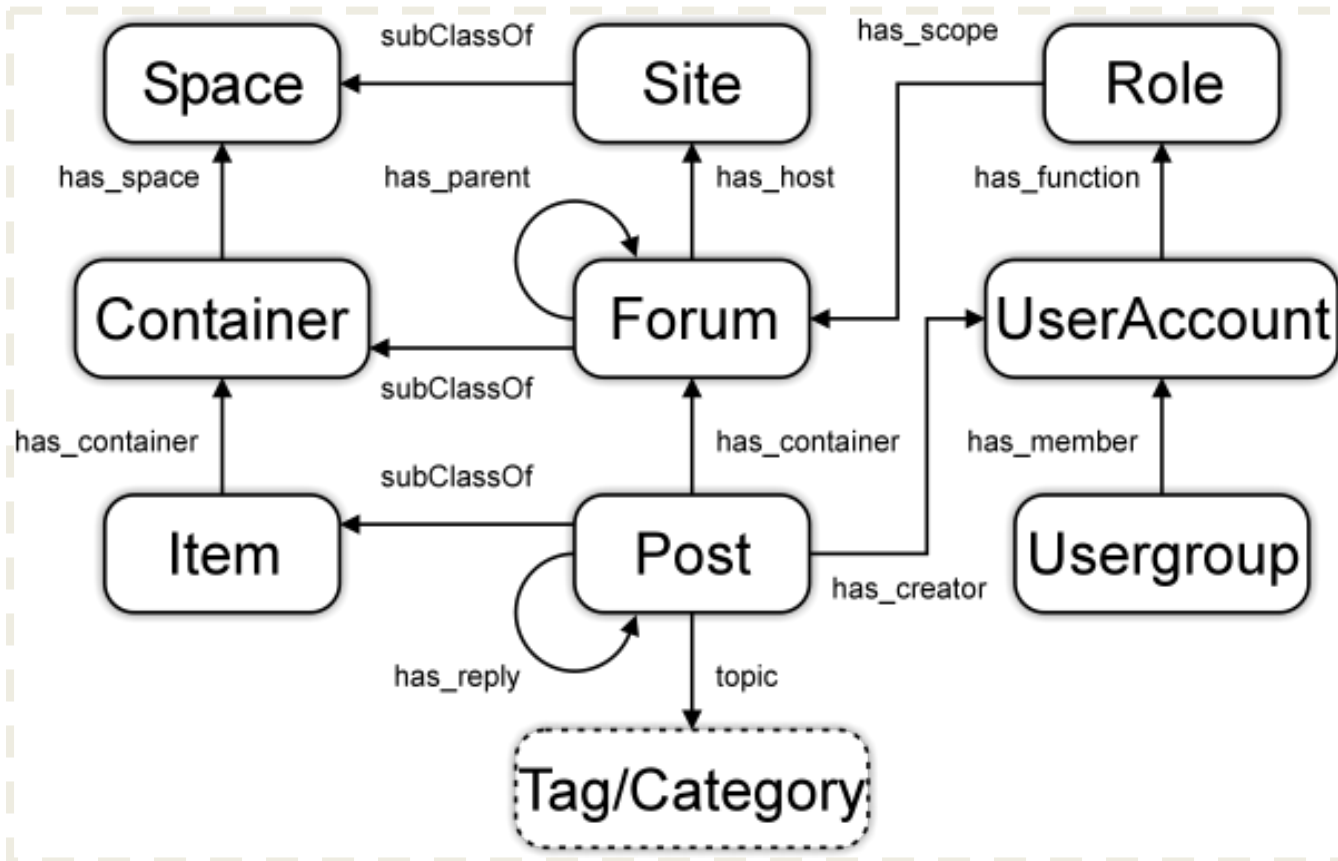 subClassOf
has_scope
Space
Site
Role
has_space
has_parent
has_host
has_function
Container
Forum
UserAccount
subClassOf
has_container
has_container
has_member
subClassOf
Item
Post
Usergroup
has_creator
has_reply
topic
Tag/Category